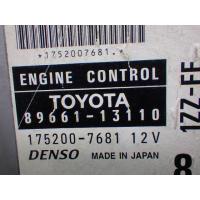 *1752007681.*
ENGINE CONTROL
TOYOTA
89661-13110
175200-7681 12V
DENSO MADE IN JAPAN
1ZZ-FE
8